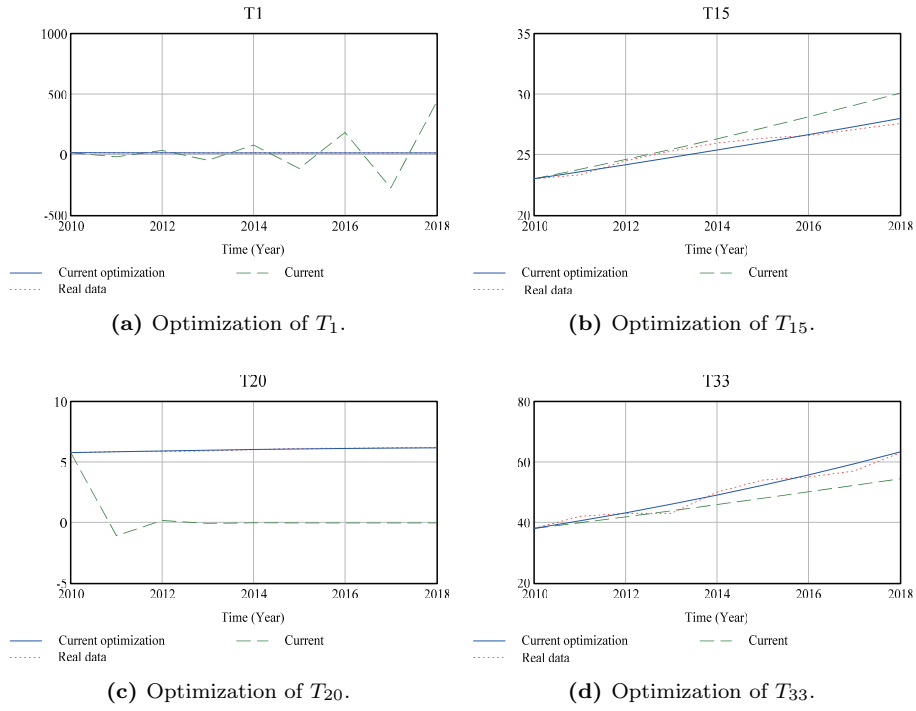 T1
1000
500
0
-500
2010 2012 2014 2016 2018
Time (Year)
Current optimization Current
Real data
(a) Optimization of T1.
T15
35
30
25
20
2010 2012 2014 2016 2018
Time (Year)
Current optimization Current
Real data
(b) Optimization of T15.
T20
10
5
0
-5
2010 2012 2014 2016 2018
Time (Year)
Current optimization Current
Real data
(c) Optimization of T20.
T33
80
60
40
20
2010 2012 2014 2016 2018
Time (Year)
Current optimization Current
Real data
(d) Optimization of T33.